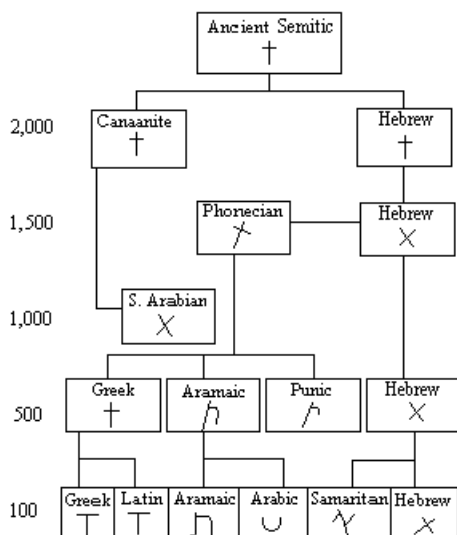 Ancient Semitic
2,000
Canaanite
Hebrew
1,500
Phonecian
Hebrew
1,000
S. Arabian
500
Greek
Aramaic
Punic
Hebrew
100
Greek
Latin
Aramaic
Arabic
Samaritan
Hebrew